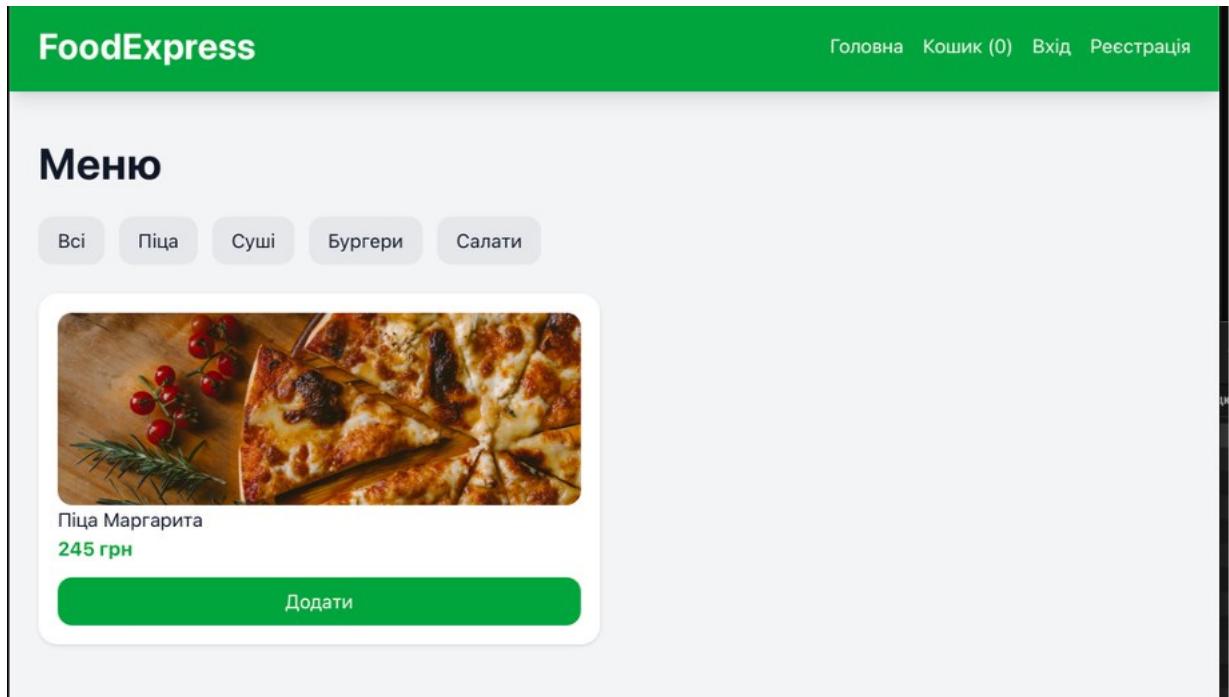 FoodExpress
Головна Кошик (0) Вхід Реєстрація
Меню
Всі Піца Суші Бургери Салати
Піца Маргарита
245 грн
Додати